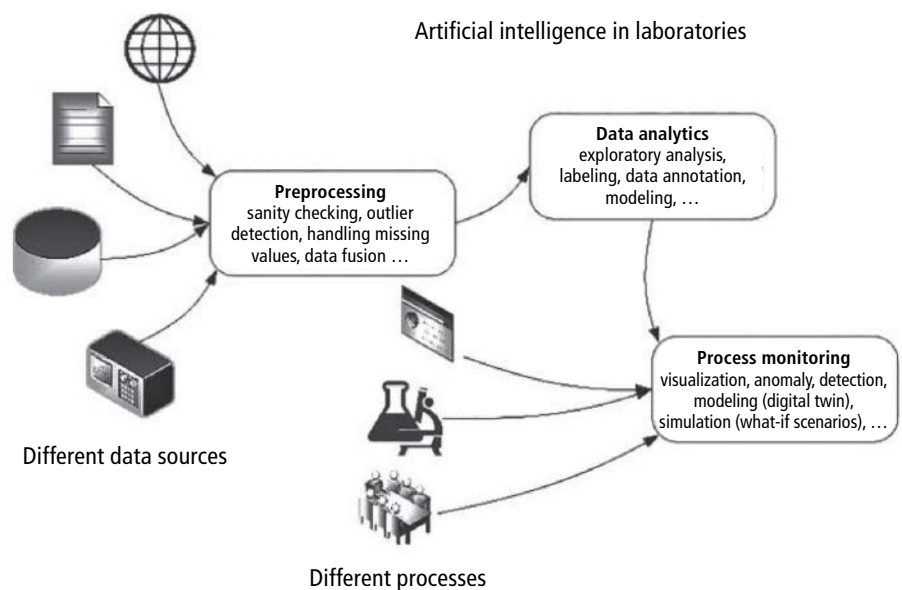 Artificial intelligence in laboratories
Data analytics
exploratory analysis,
labeling, data annotation,
modeling, …
Preprocessing
sanity checking, outlier
detection, handling missing
values, data fusion …
Process monitoring
visualization, anomaly, detection,
modeling (digital twin),
simulation (what-if scenarios), …
Different data sources
Different processes